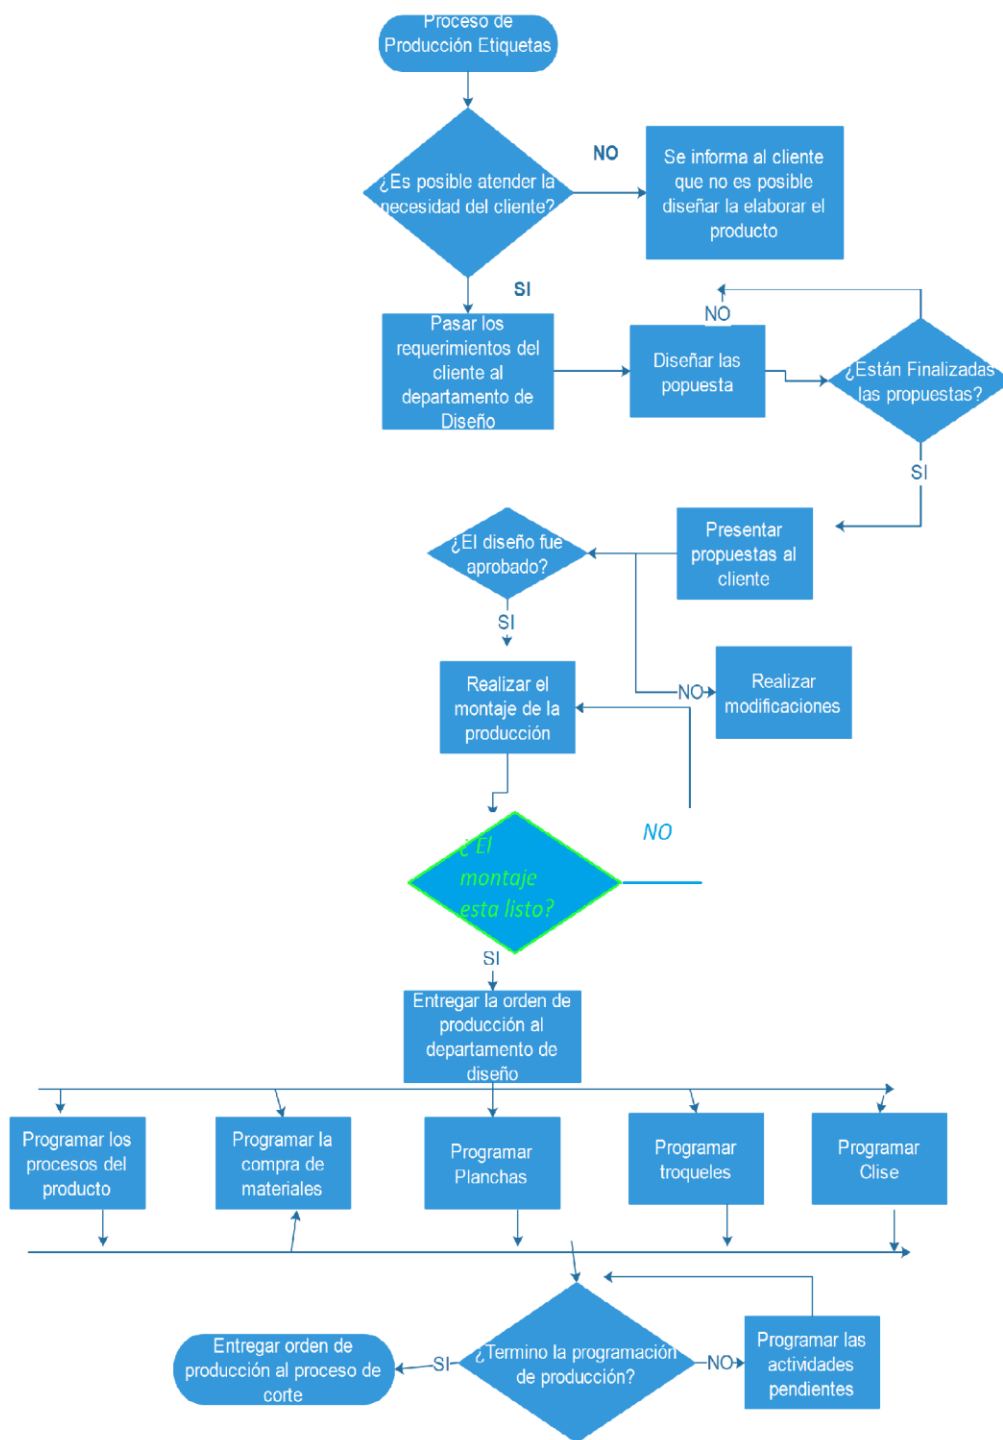 Proceso de
Producción Etiquetas
¿Es posible atender la
necesidad del cliente?
NO
Se informa al cliente
que no es posible
diseñar la elaborar el
producto
SI
Pasar los
requerimientos del
cliente al
departamento de
Diseño
Diseñar las
popuesta
NO
¿Están Finalizadas
las propuestas?
SI
Presentar
propuestas al
cliente
¿El diseño fue
aprobado?
SI
NO
Realizar
modificaciones
Realizar el
montaje de la
producción
¿ El
montaje
esta listo?
NO
SI
Entregar la orden de
producción al
departamento de
diseño
Programar los
procesos del
producto
Programar la
compra de
materiales
Programar
Planchas
Programar
troqueles
Programar
Clise
¿Termino la programación
de producción?
SI
Entregar orden de
producción al proceso de
corte
NO
Programar las
actividades
pendientes